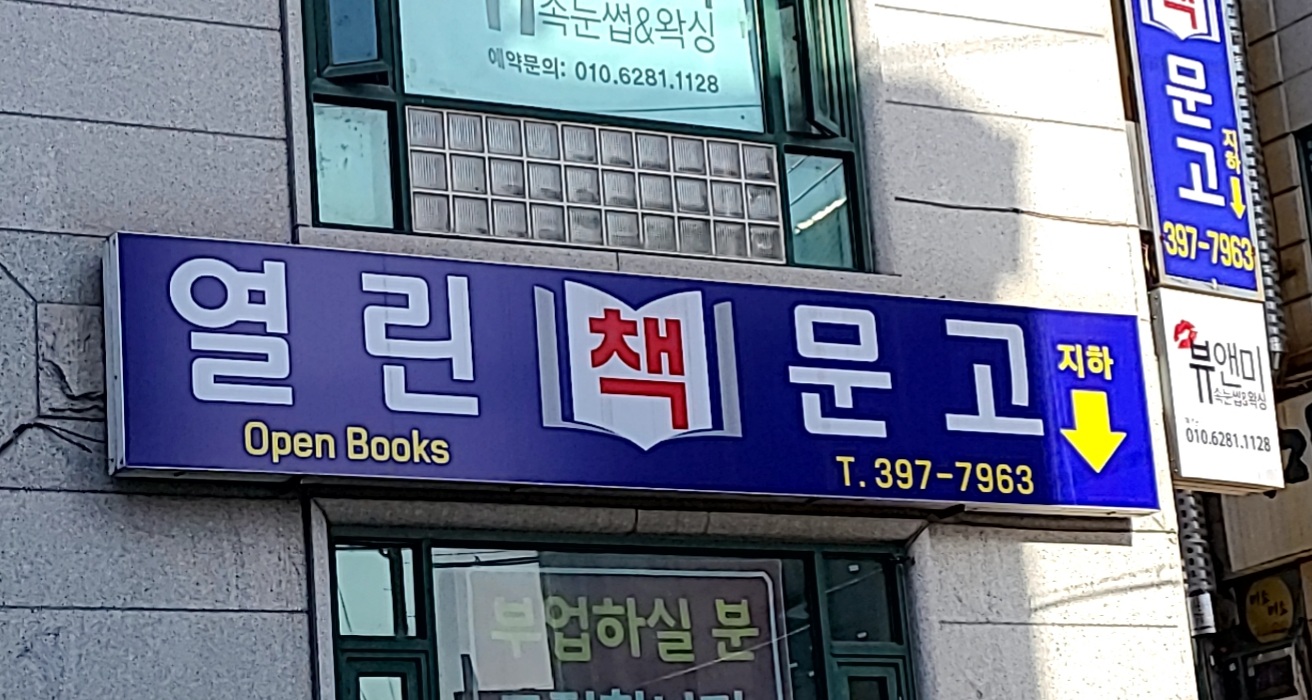 속눈썹&왁싱
예약문의: 010.6281.1128
열린 책 문고
지하
Open Books
T. 397-7963
책
문고
지하
397-7963
뷰앤미
속눈썹&왁싱
010.6281.1128
부업하실 분